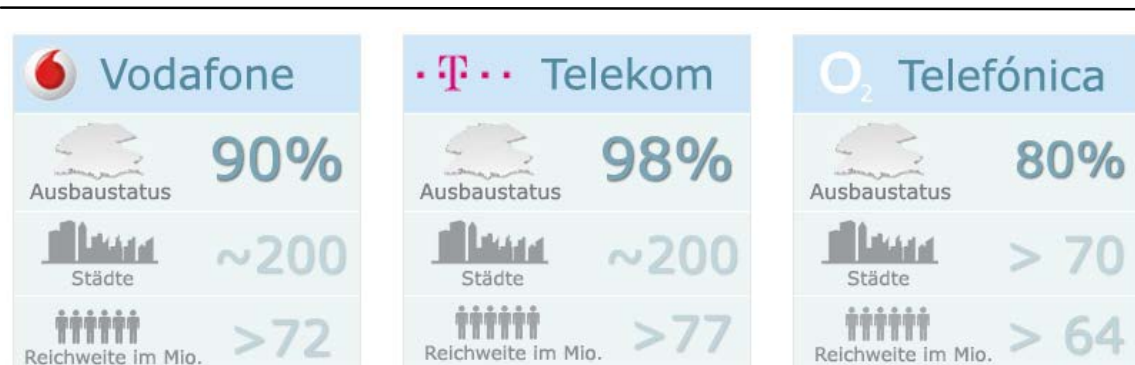 Vodafone
Ausbaustatus 90%
Städte ~200
Reichweite im Mio. >72
T Telekom
Ausbaustatus 98%
Städte ~200
Reichweite im Mio. >77
O2 Telefónica
Ausbaustatus 80%
Städte > 70
Reichweite im Mio. > 64